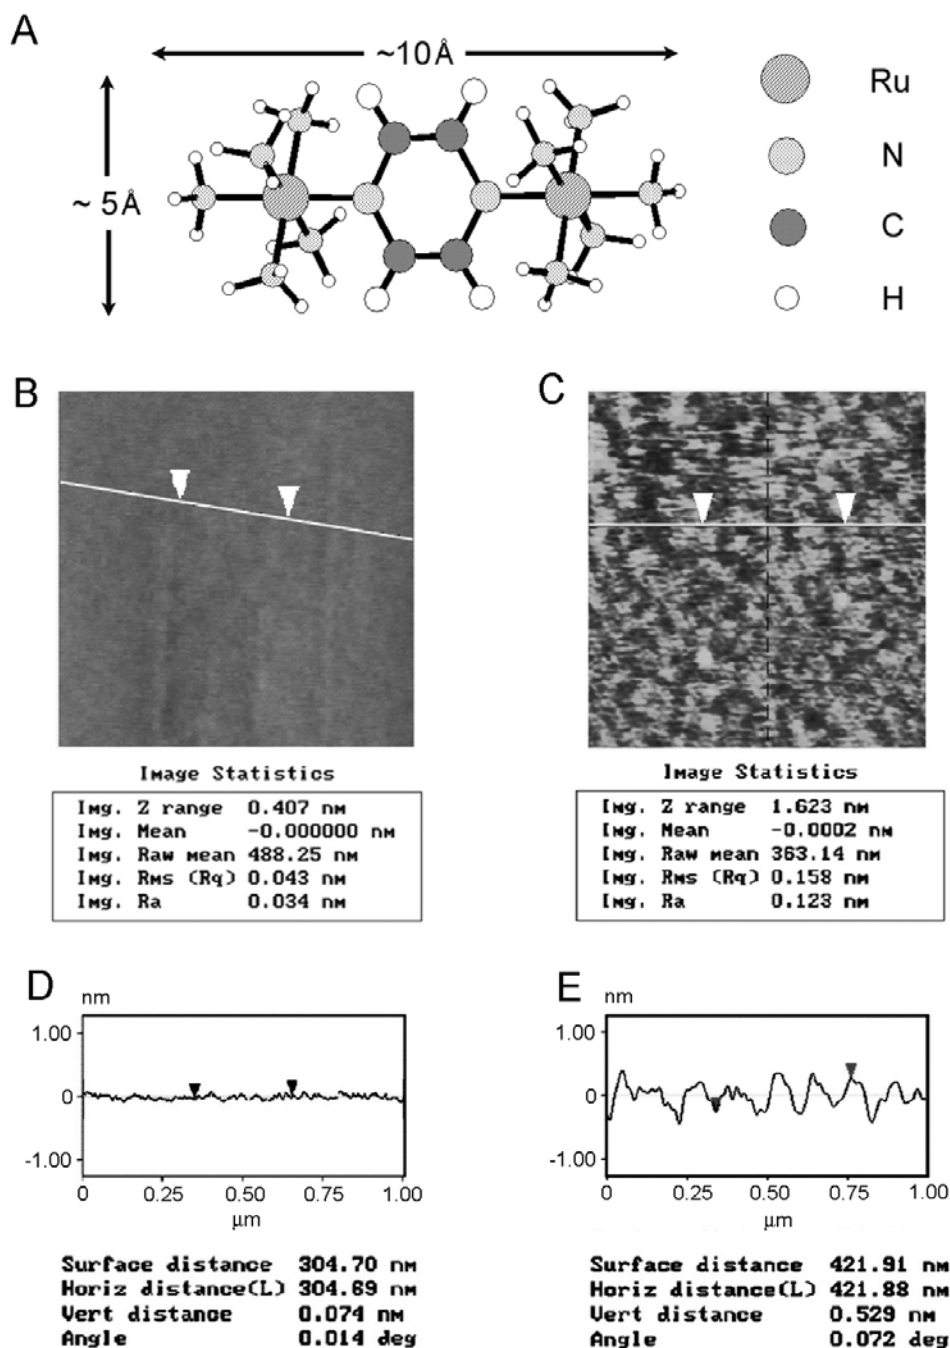 A
~10Å
~ 5Å
Ru
N
C
H
B
C
Image Statistics
Img. Z range 0.407 nm
Img. Mean -0.000000 nm
Img. Raw mean 488.25 nm
Img. Rms (Rq) 0.043 nm
Img. Ra 0.034 nm
Image Statistics
Img. Z range 1.623 nm
Img. Mean -0.0002 nm
Img. Raw mean 363.14 nm
Img. Rms (Rq) 0.158 nm
Img. Ra 0.123 nm
D
nm
1.00
0
-1.00
0 0.25 0.50 0.75 1.00
µm
Surface distance 304.70 nm
Horiz distance(L) 304.69 nm
Vert distance 0.074 nm
Angle 0.014 deg
E
nm
1.00
0
-1.00
0 0.25 0.50 0.75 1.00
µm
Surface distance 421.91 nm
Horiz distance(L) 421.88 nm
Vert distance 0.529 nm
Angle 0.072 deg